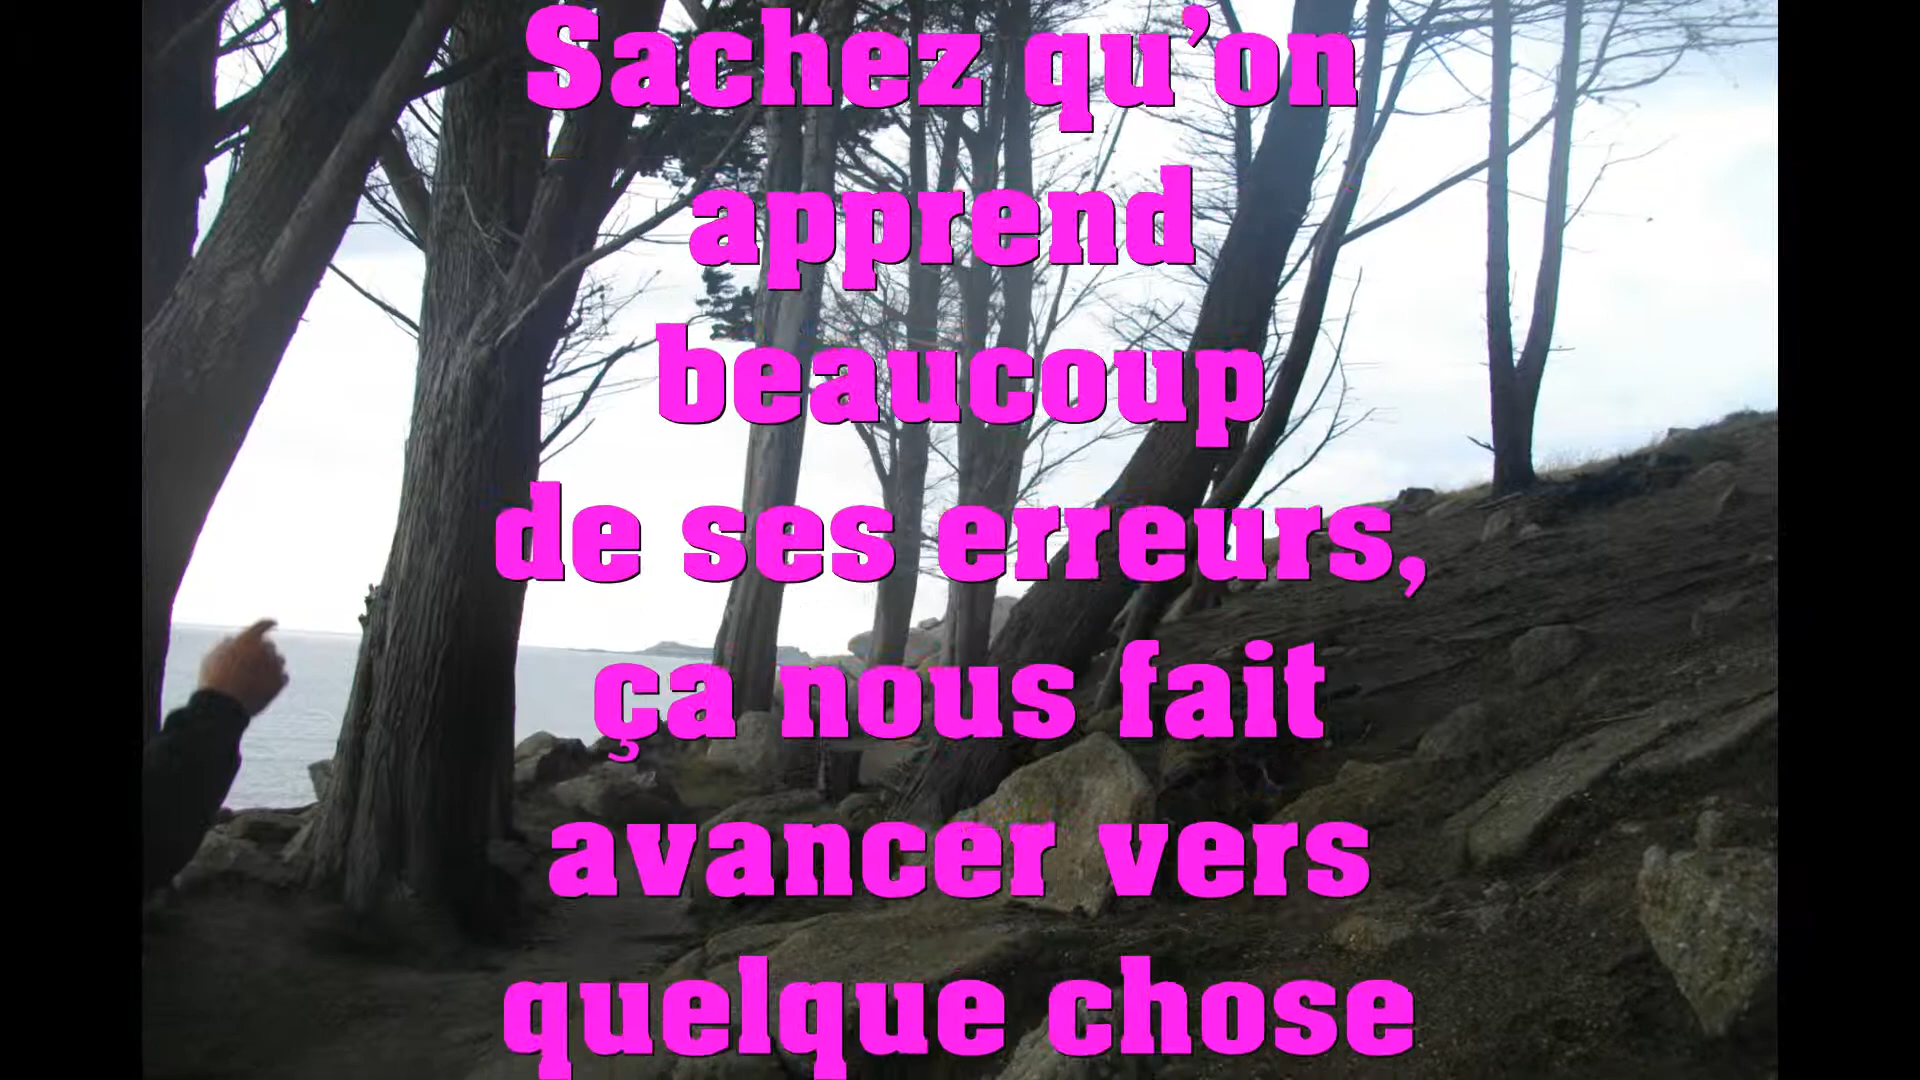 Sachez qu’on
apprend
beaucoup
de ses erreurs,
ça nous fait
avancer vers
quelque chose